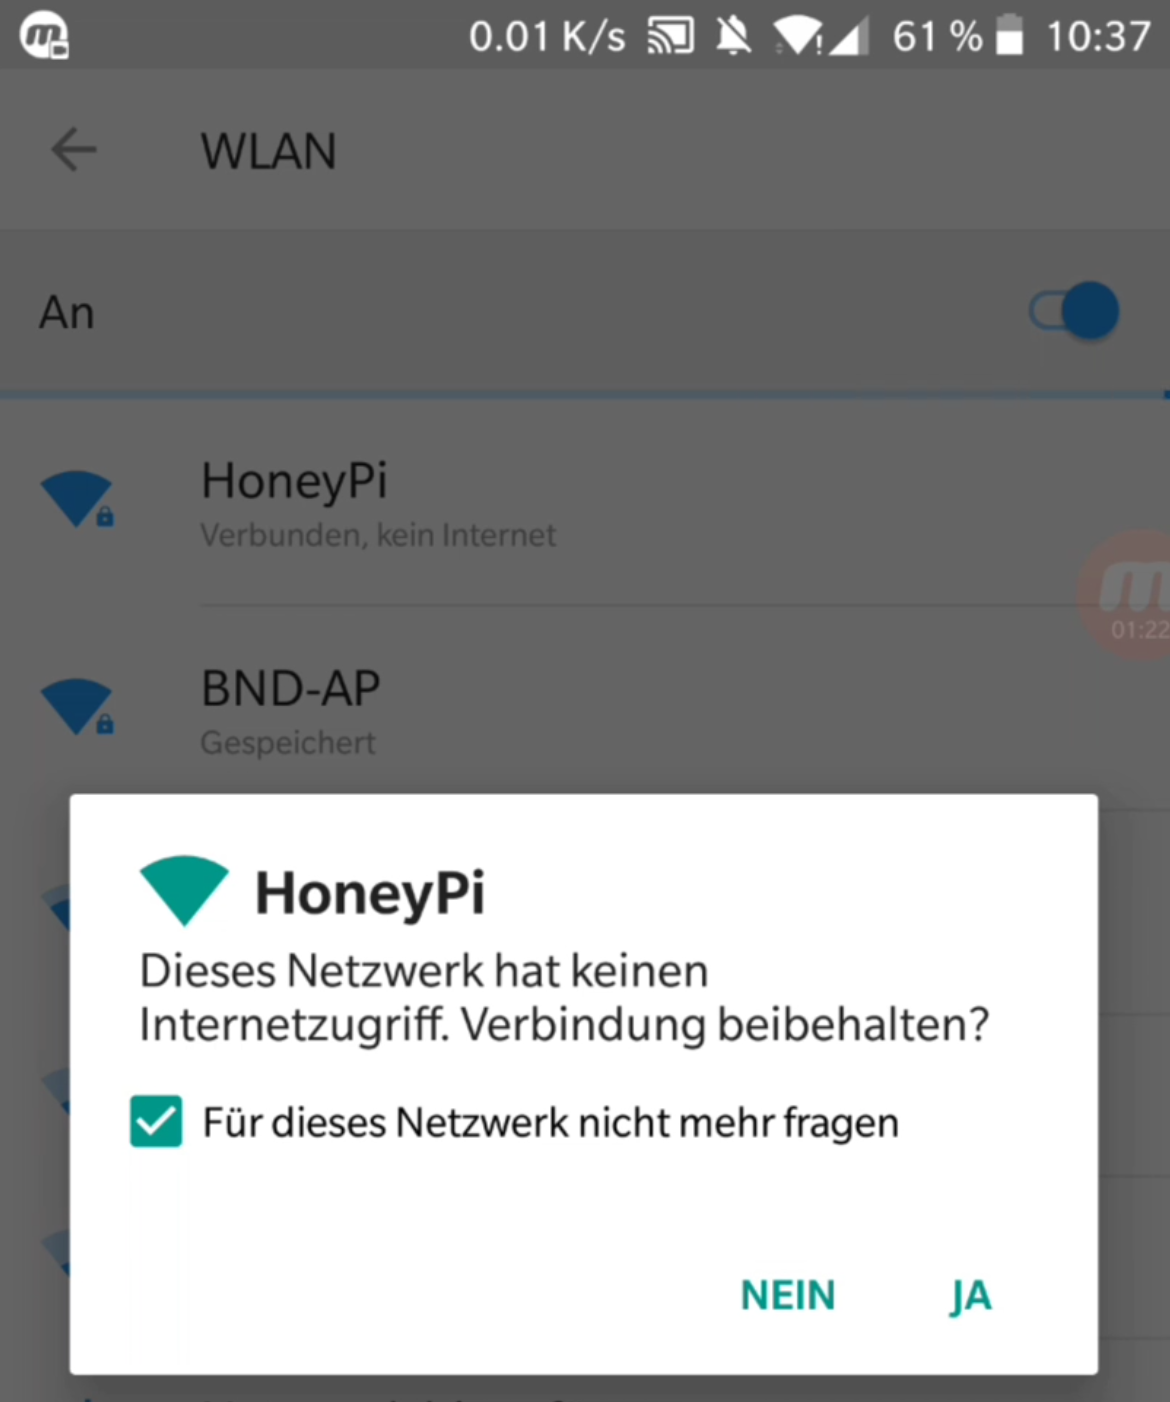 0.01 K/s 61 % 10:37
WLAN
An
HoneyPi
Verbunden, kein Internet
01:22
BND-AP
Gespeichert
HoneyPi
Dieses Netzwerk hat keinen
Internetzugriff. Verbindung beibehalten?
Für dieses Netzwerk nicht mehr fragen
NEIN JA